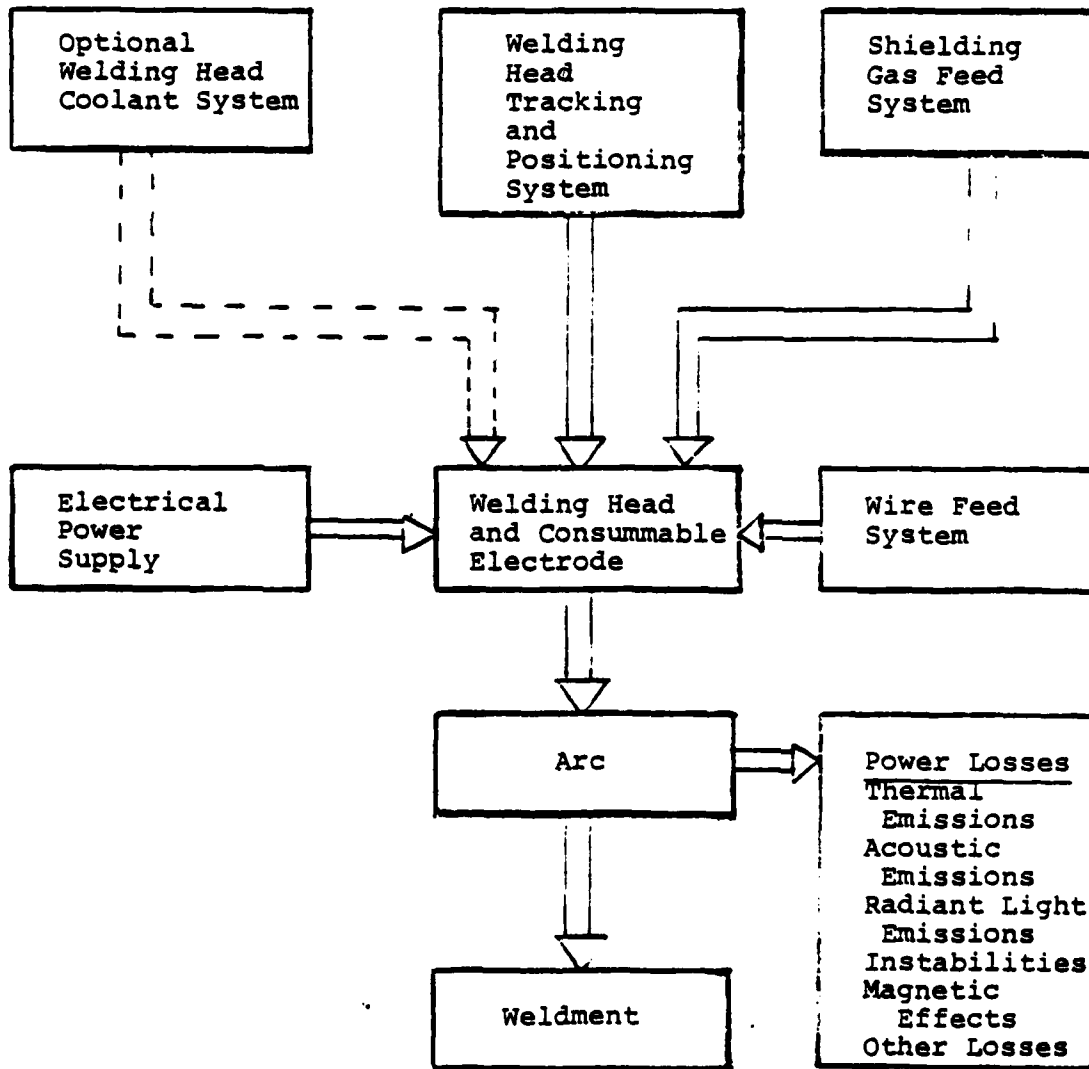 Optional
Welding Head
Coolant System
Welding
Head
Tracking
and
Positioning
System
Shielding
Gas Feed
System
Electrical
Power
Supply
Welding Head
and Consummable
Electrode
Wire Feed
System
Arc
Power Losses
Thermal
Emissions
Acoustic
Emissions
Radiant Light
Emissions
Instabilities
Magnetic
Effects
Other Losses
Weldment